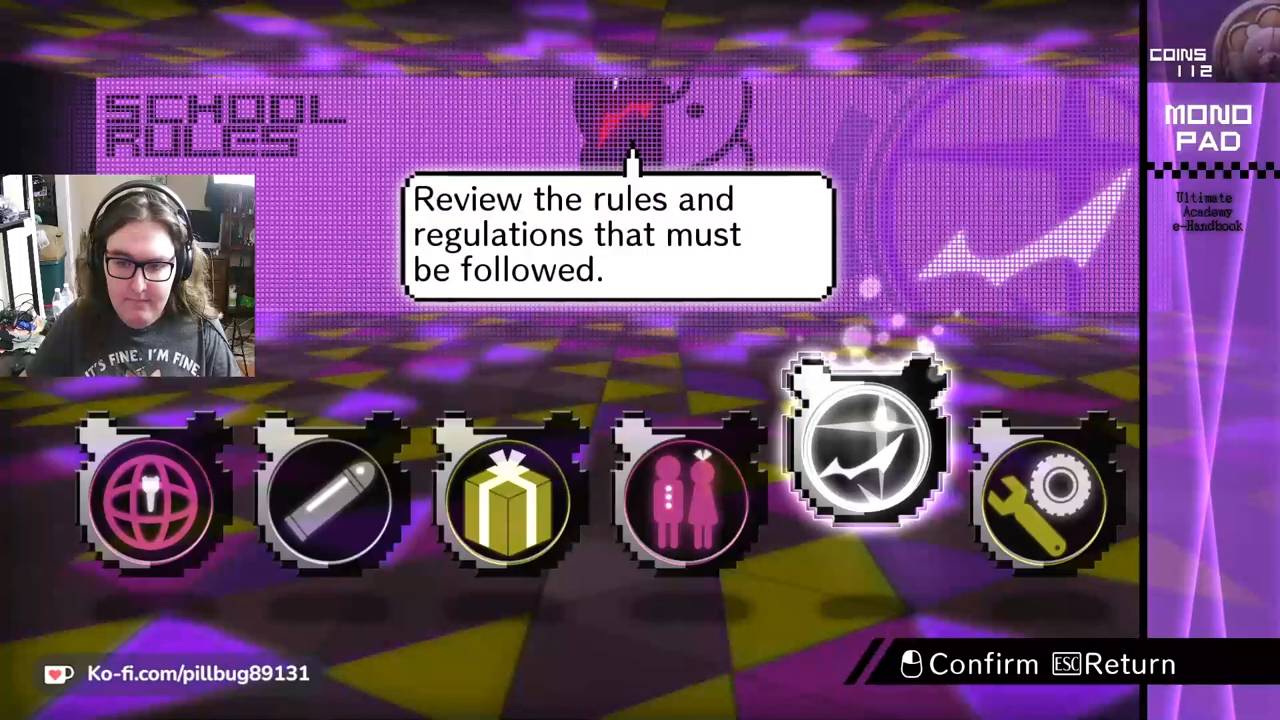 COINS
112
MONO
PAD
Ultimate
Academy
e-Handbook
SCHOOL
RULES
Review the rules and
regulations that must
be followed.
IT'S FINE. I'M FINE
Ko-fi.com/pillbug89131
Confirm ESC Return